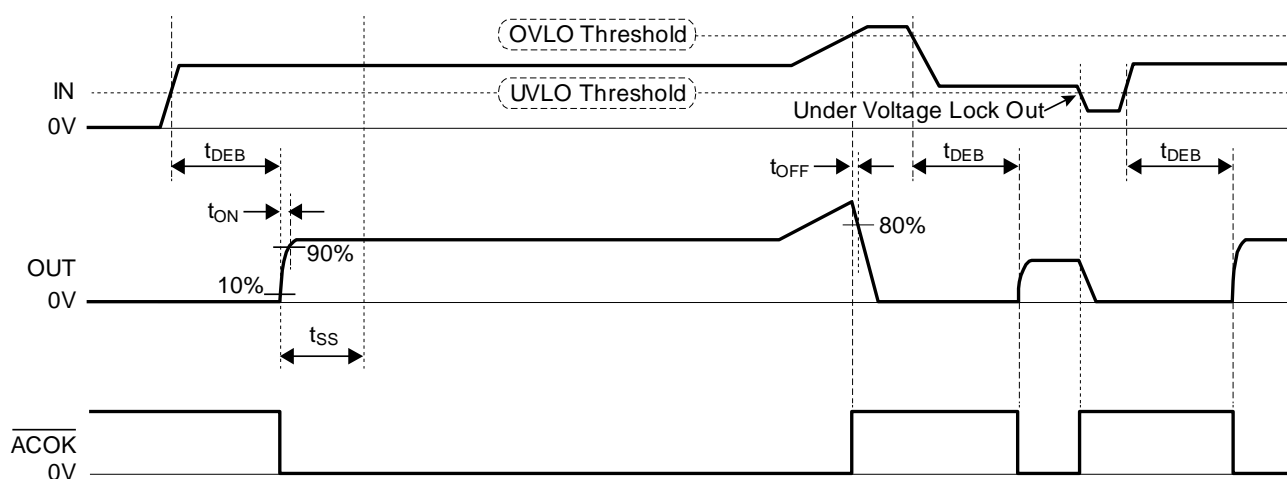 OVLO Threshold
IN
UVLO Threshold
0V
Under Voltage Lock Out
tDEB
tOFF
tDEB
tDEB
tON
90%
80%
OUT
10%
0V
tSS
ACOK
0V